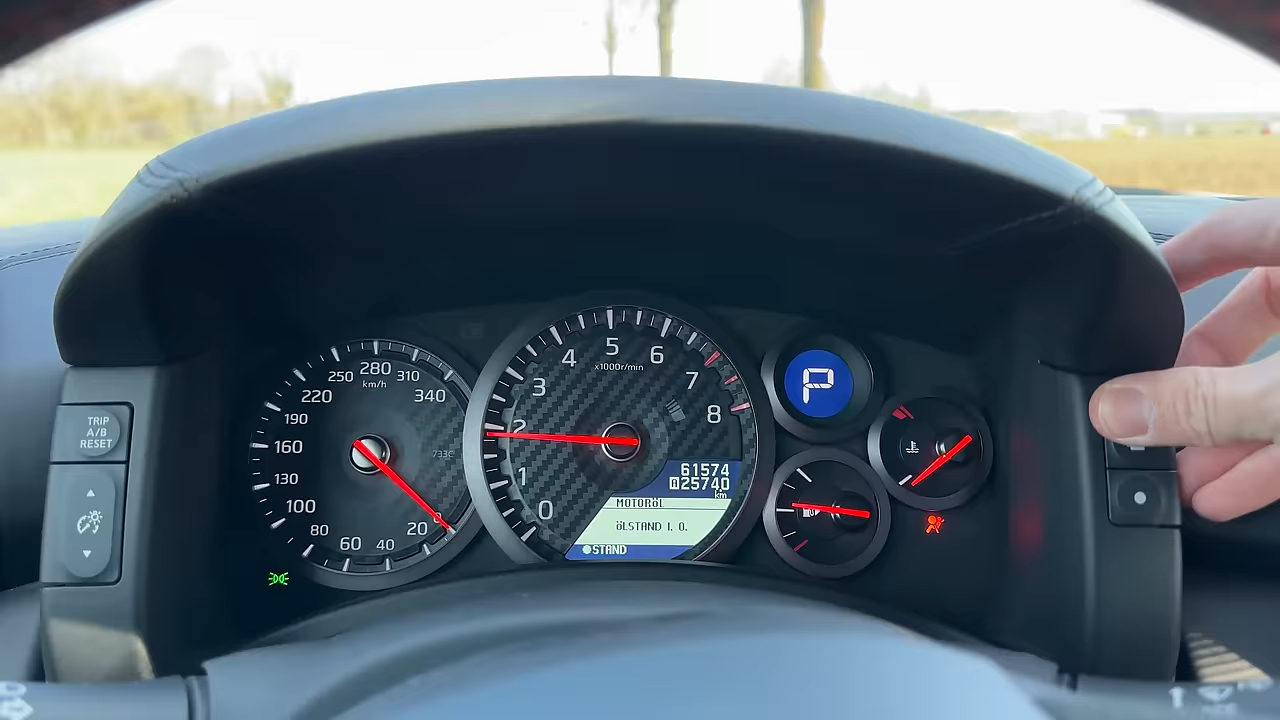 TRIP
A/B
RESET
280
250
310
km/h
220
340
190
160
130
100
80
60
40
20
0
5
4
6
x1000r/min
3
7
2
8
1
0
61574
25740
km
MOTORÖL
ÖLSTAND I. O.
STAND
P